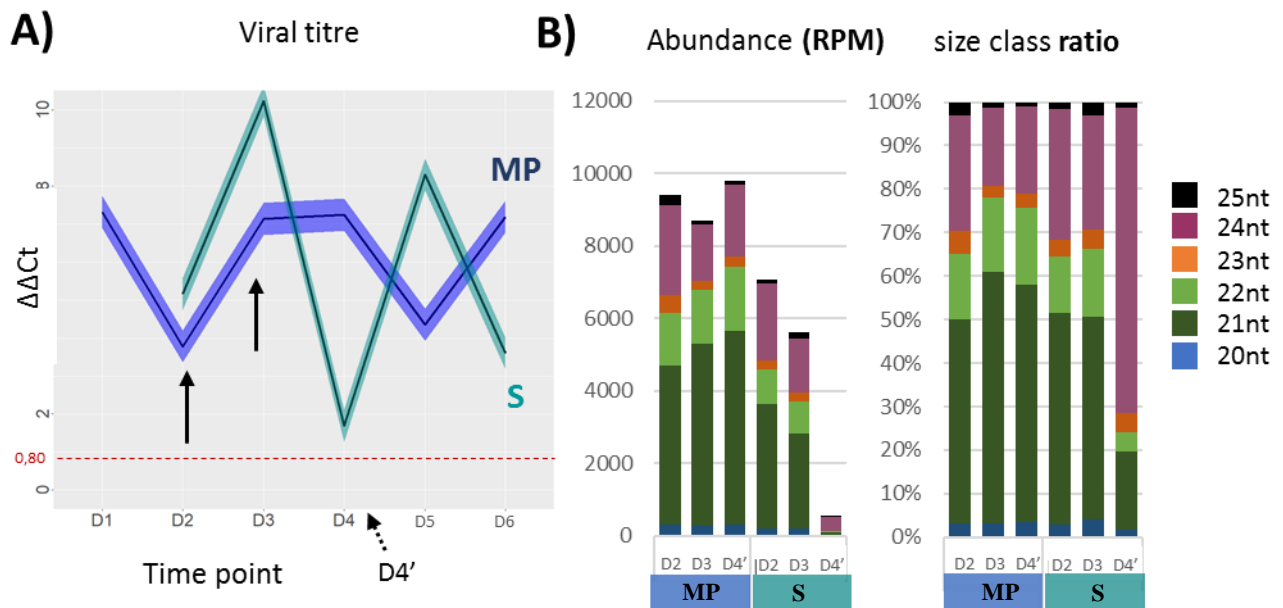 A)
Viral titre
ΔΔCt
10
8
2
0,80
0
MP
S
D1
D2
D3
D4
D5
D6
Time point
D4′
B)
Abundance (RPM)
12000
10000
8000
6000
4000
2000
0
D2 D3 D4′ D2 D3 D4′
MP S
size class ratio
100%
90%
80%
70%
60%
50%
40%
30%
20%
10%
0%
D2 D3 D4′ D2 D3 D4′
MP S
25nt
24nt
23nt
22nt
21nt
20nt